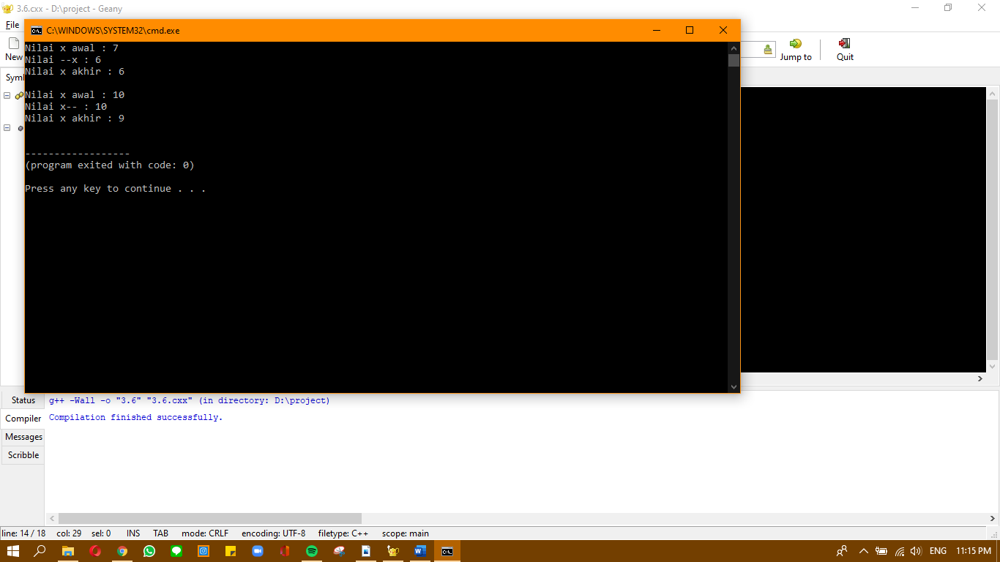 3.6.cxx - D:\project - Geany
File
C:\WINDOWS\SYSTEM32\cmd.exe
New
Jump to
Quit
Nilai x awal : 7
Nilai --x : 6
Nilai x akhir : 6
Nilai x awal : 10
Nilai x-- : 10
Nilai x akhir : 9
------------------
(program exited with code: 0)
Press any key to continue . . .
Status
Compiler
Messages
Scribble
g++ -Wall -o "3.6" "3.6.cxx" (in directory: D:\project)
Compilation finished successfully.
line: 14 / 18 col: 29 sel: 0 INS TAB mode: CRLF encoding: UTF-8 filetype: C++ scope: main
ENG 11:15 PM